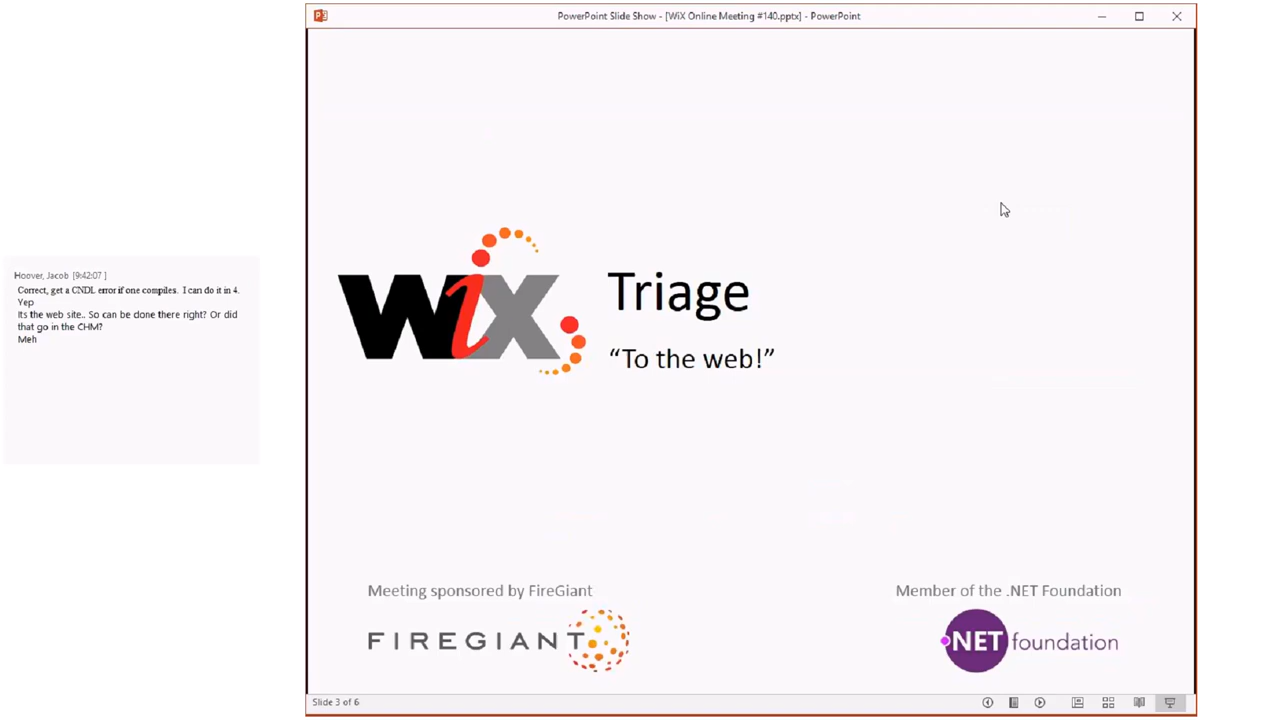 PowerPoint Slide Show - [WiX Online Meeting #140.pptx] - PowerPoint
Hoover, Jacob [9:42:07 ]
Correct, get a CNDL error if one compiles. I can do it in 4.
Yep
Its the web site.. So can be done there right? Or did
that go in the CHM?
Meh
WiX
Triage
“To the web!”
Meeting sponsored by FireGiant
FIREGIANT
Member of the .NET Foundation
.NET foundation
Slide 3 of 6